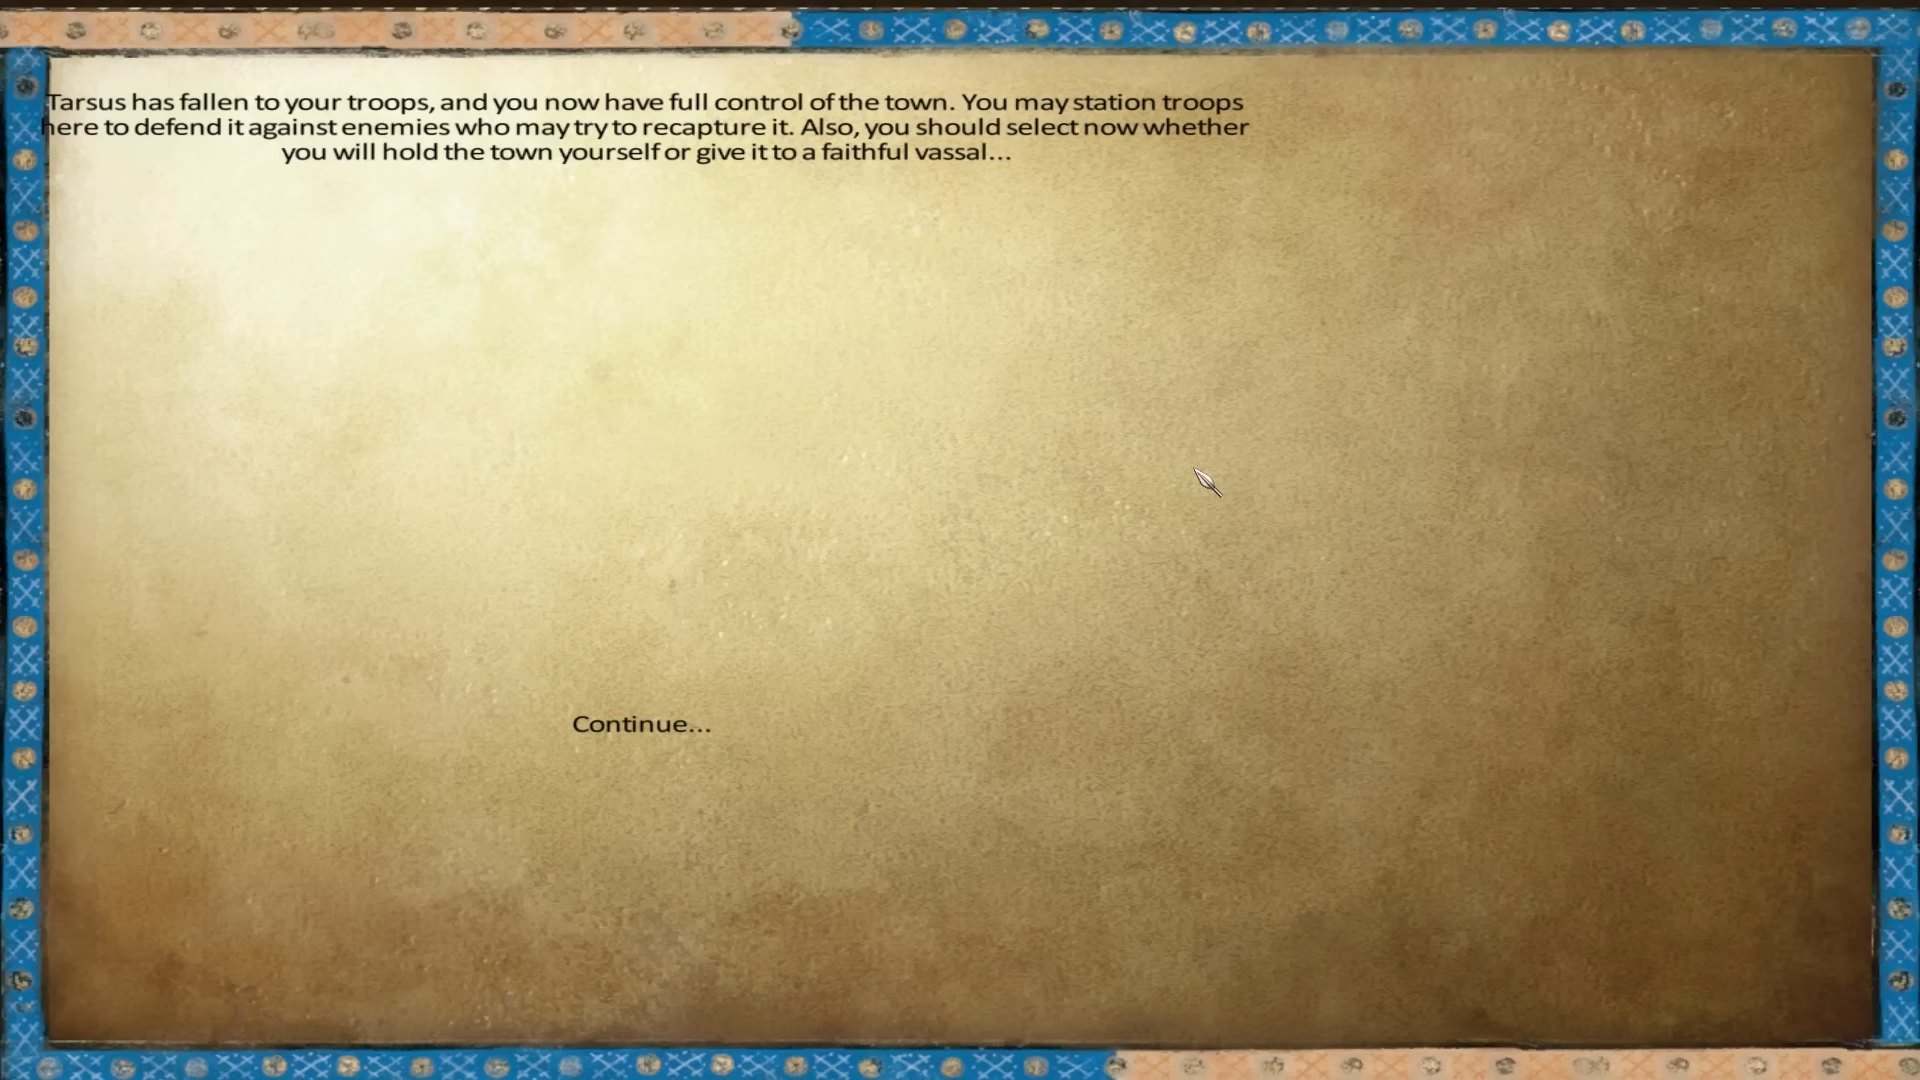 Tarsus has fallen to your troops, and you now have full control of the town. You may station troops
here to defend it against enemies who may try to recapture it. Also, you should select now whether
you will hold the town yourself or give it to a faithful vassal...
Continue...